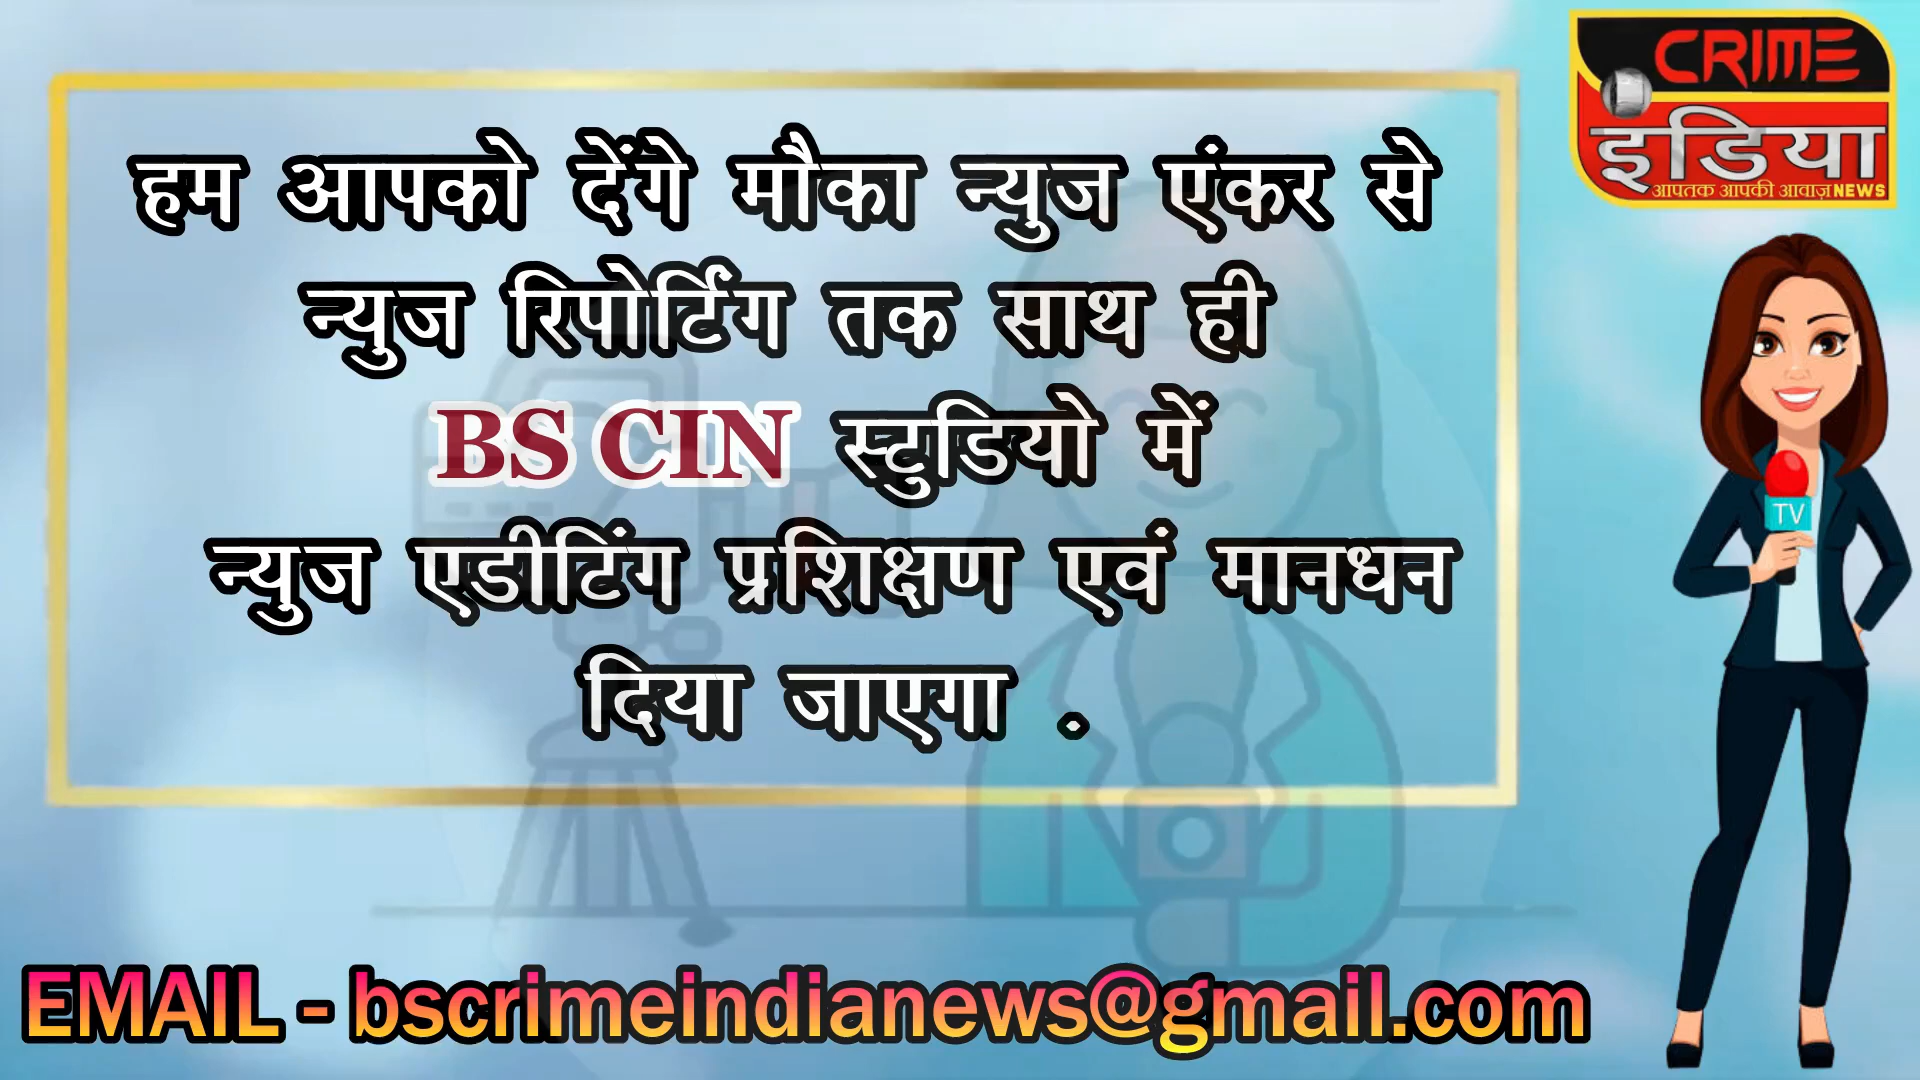 CRIME
इंडिया
आपतक आपकी आवाज़ NEWS
हम आपको देंगे मौका न्युज एंकर से
न्युज रिपोर्टिंग तक साथ ही
BS CIN स्टुडियो में
न्युज एडीटिंग प्रशिक्षण एवं मानधन
दिया जाएगा .
TV
EMAIL - bscrimeindianews@gmail.com